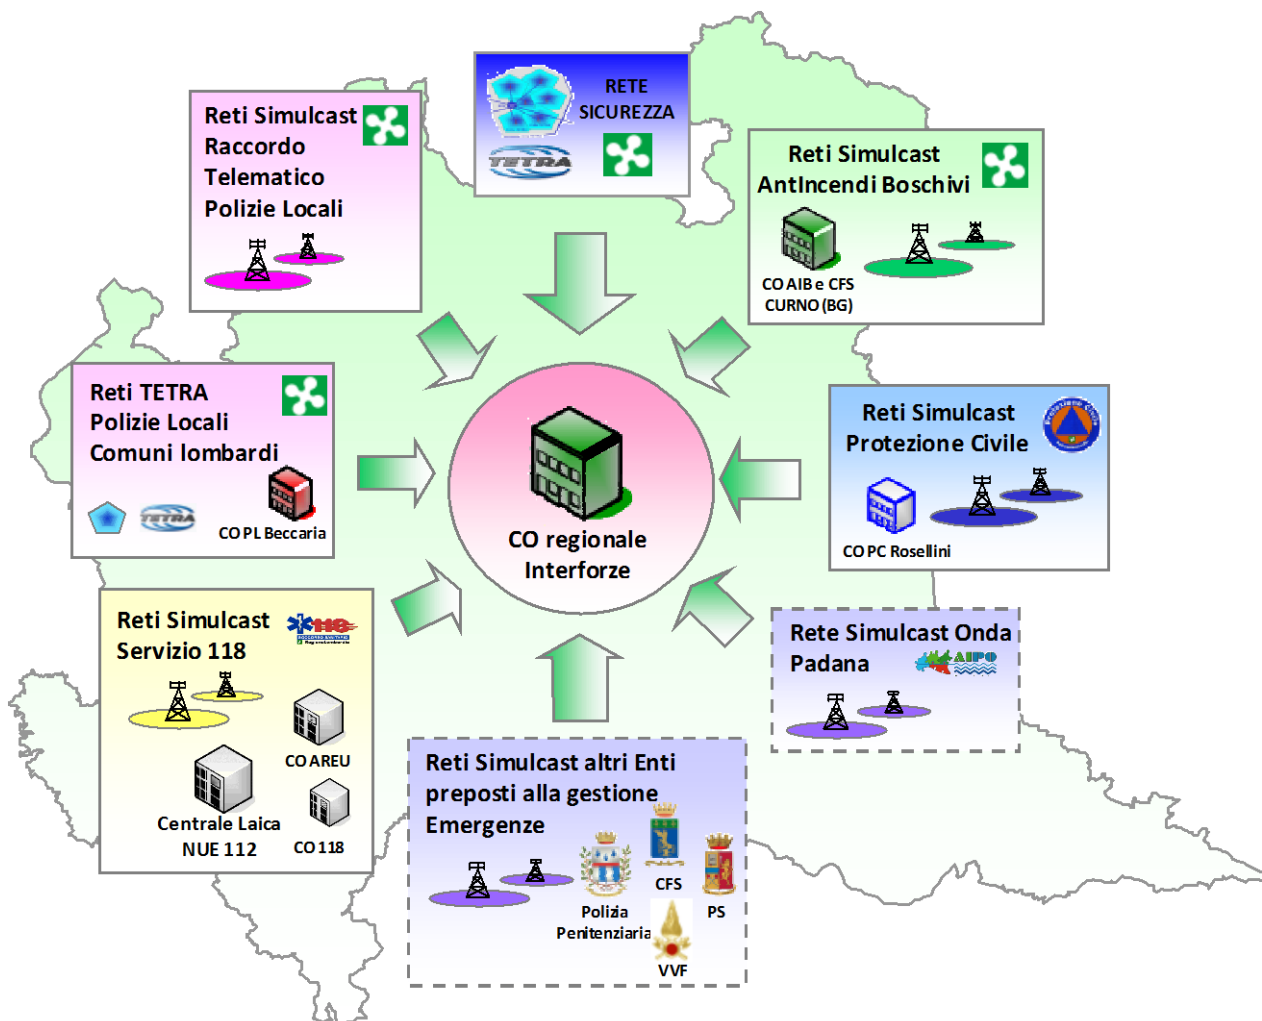 RETE
SICUREZZA
TETRA
Reti Simulcast
Raccordo
Telematico
Polizie Locali
Reti Simulcast
AntIncendi Boschivi
CO AIB e CFS
CURNO (BG)
Reti TETRA
Polizie Locali
Comuni lombardi
TETRA
CO PL Beccaria
CO regionale
Interforze
Reti Simulcast
Protezione Civile
CO PC Rosellini
Reti Simulcast
Servizio 118
118
CO AREU
Centrale Laica
NUE 112
CO 118
Rete Simulcast Onda
Padana
AIPO
Reti Simulcast altri Enti
preposti alla gestione
Emergenze
CFS
Polizia
Penitenziaria
PS
VVF